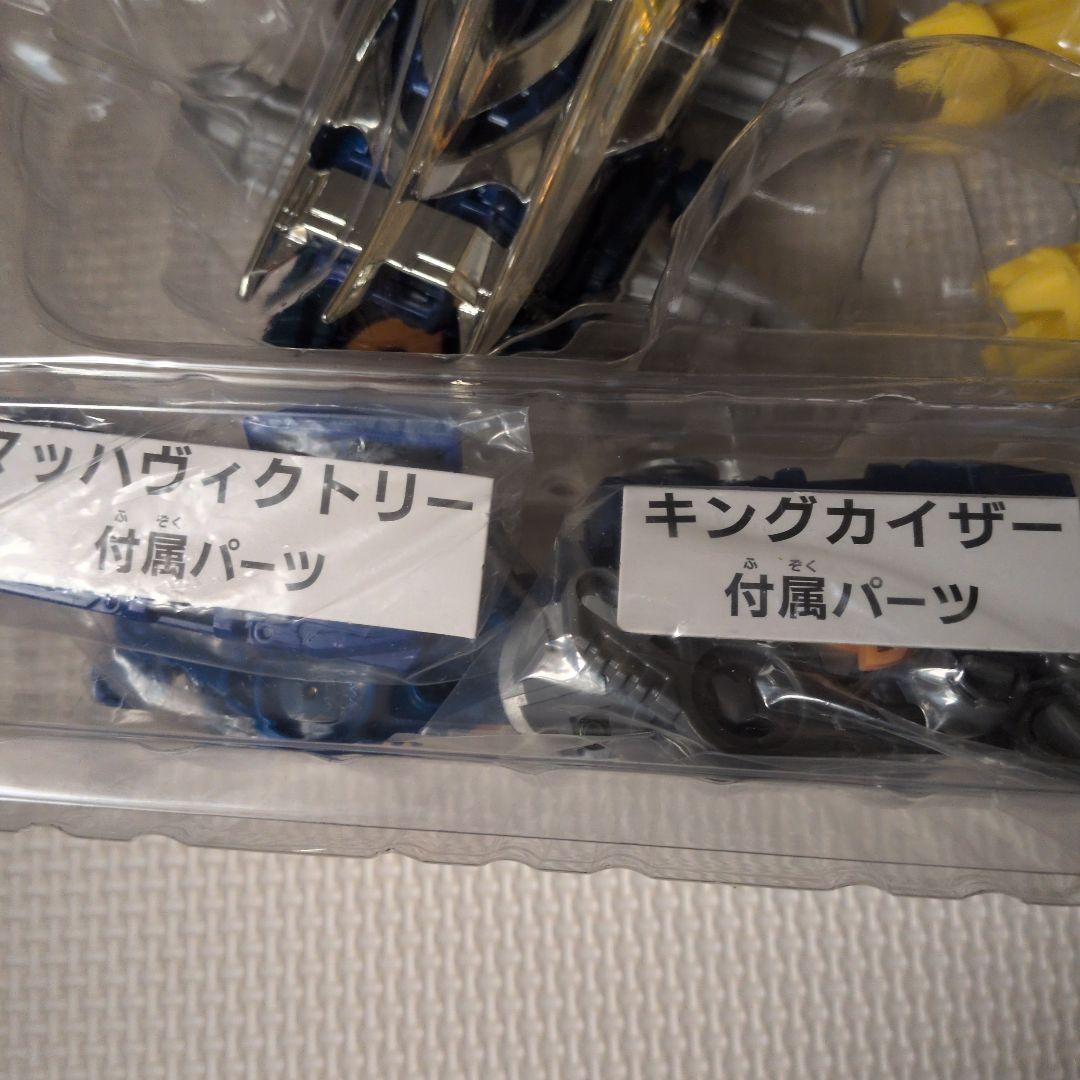 マッハヴィクトリー
ふ ぞく
付属パーツ
キングカイザー
ふ ぞく
付属パーツ